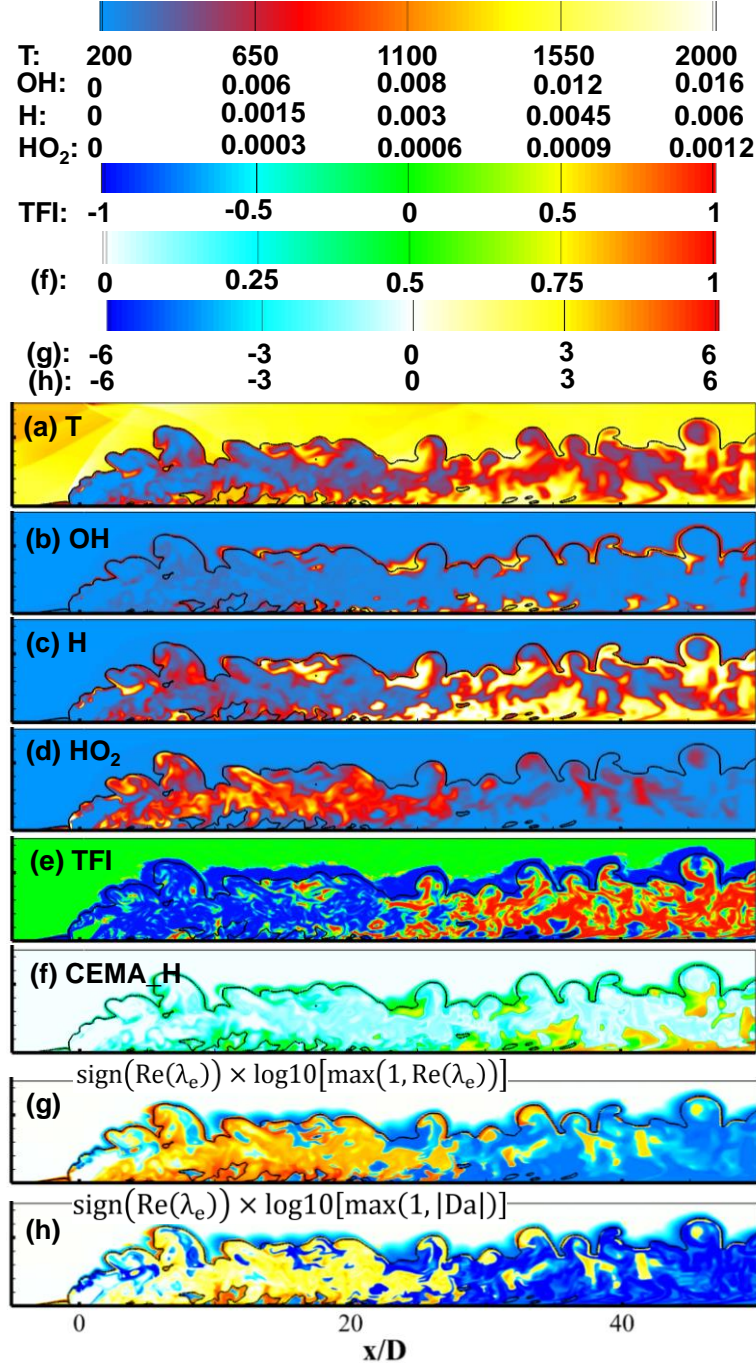 T: 200 650 1100 1550 2000
OH: 0 0.006 0.008 0.012 0.016
H: 0 0.0015 0.003 0.0045 0.006
HO₂: 0 0.0003 0.0006 0.0009 0.0012
TFI: -1 -0.5 0 0.5 1
(f): 0 0.25 0.5 0.75 1
(g): -6 -3 0 3 6
(h): -6 -3 0 3 6
(a) T
(b) OH
(c) H
(d) HO₂
(e) TFI
(f) CEMA_H
sign(Re(λₑ)) × log10[max(1, Re(λₑ))]
(g)
sign(Re(λₑ)) × log10[max(1, |Da|)]
(h)
0 20 40
x/D